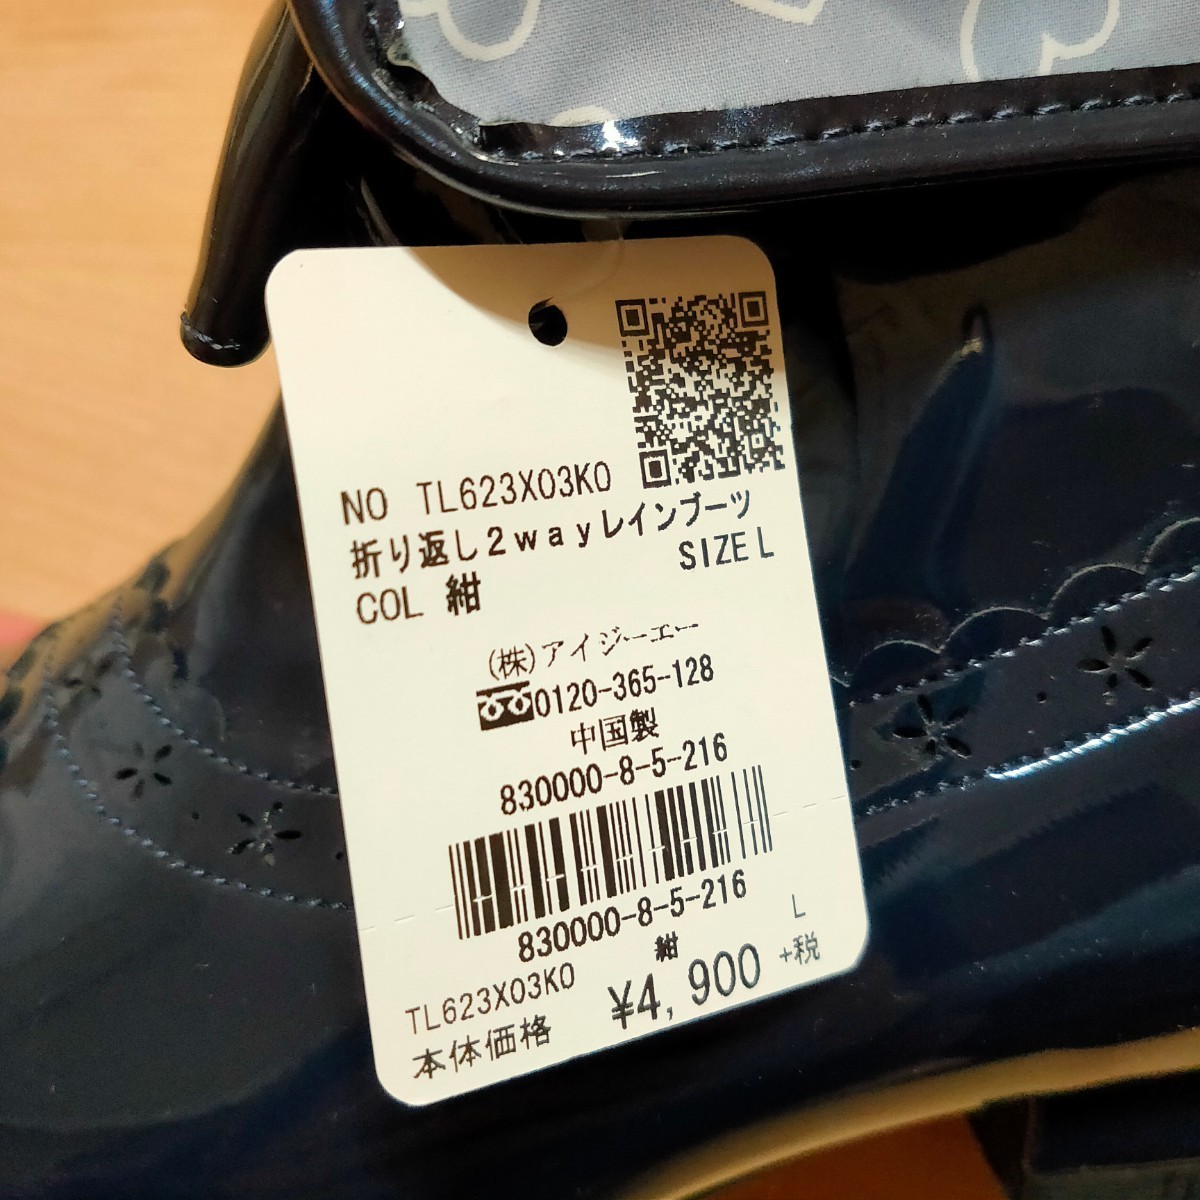 NO TL623X03K0
折り返し2wayレインブーツ
COL 紺 SIZE L
(株)アイジーエー
0120-365-128
中国製
830000-8-5-216
830000-8-5-216
TL623X03K0 紺 L
本体価格 ¥4,900 +税